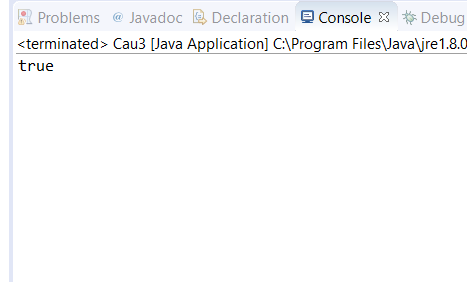 Problems @ Javadoc Declaration Console Debug
<terminated> Cau3 [Java Application] C:\Program Files\Java\jre1.8.0
true